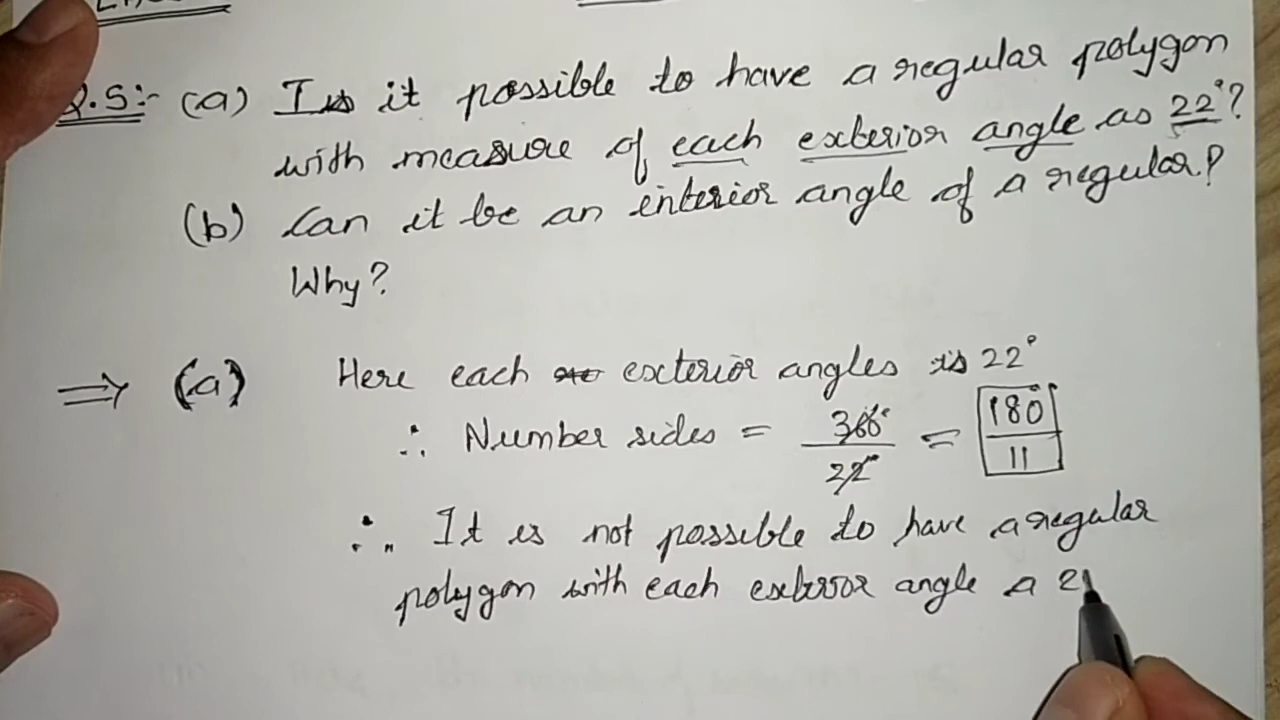 Q.5:- (a) Is it possible to have a regular polygon
with measure of each exterior angle as 22°?
(b) Can it be an interior angle of a regular?
Why?
⇒ (a) Here each exterior angles is 22°
∴ Number sides = 360°/22° = 180°/11
∴ It is not possible to have a regular
polygon with each exterior angle a 2